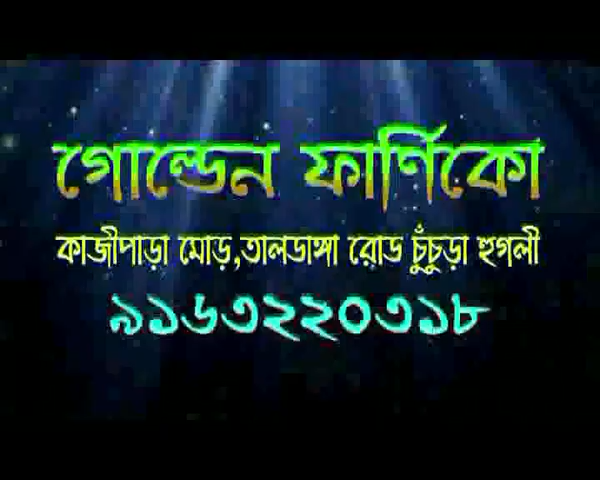 গোল্ডেন ফার্ণিকো
কাজীপাড়া মোড়,তালডাঙ্গা রোড চুঁচুড়া হুগলী
৯১৬৩২২০৩১৮